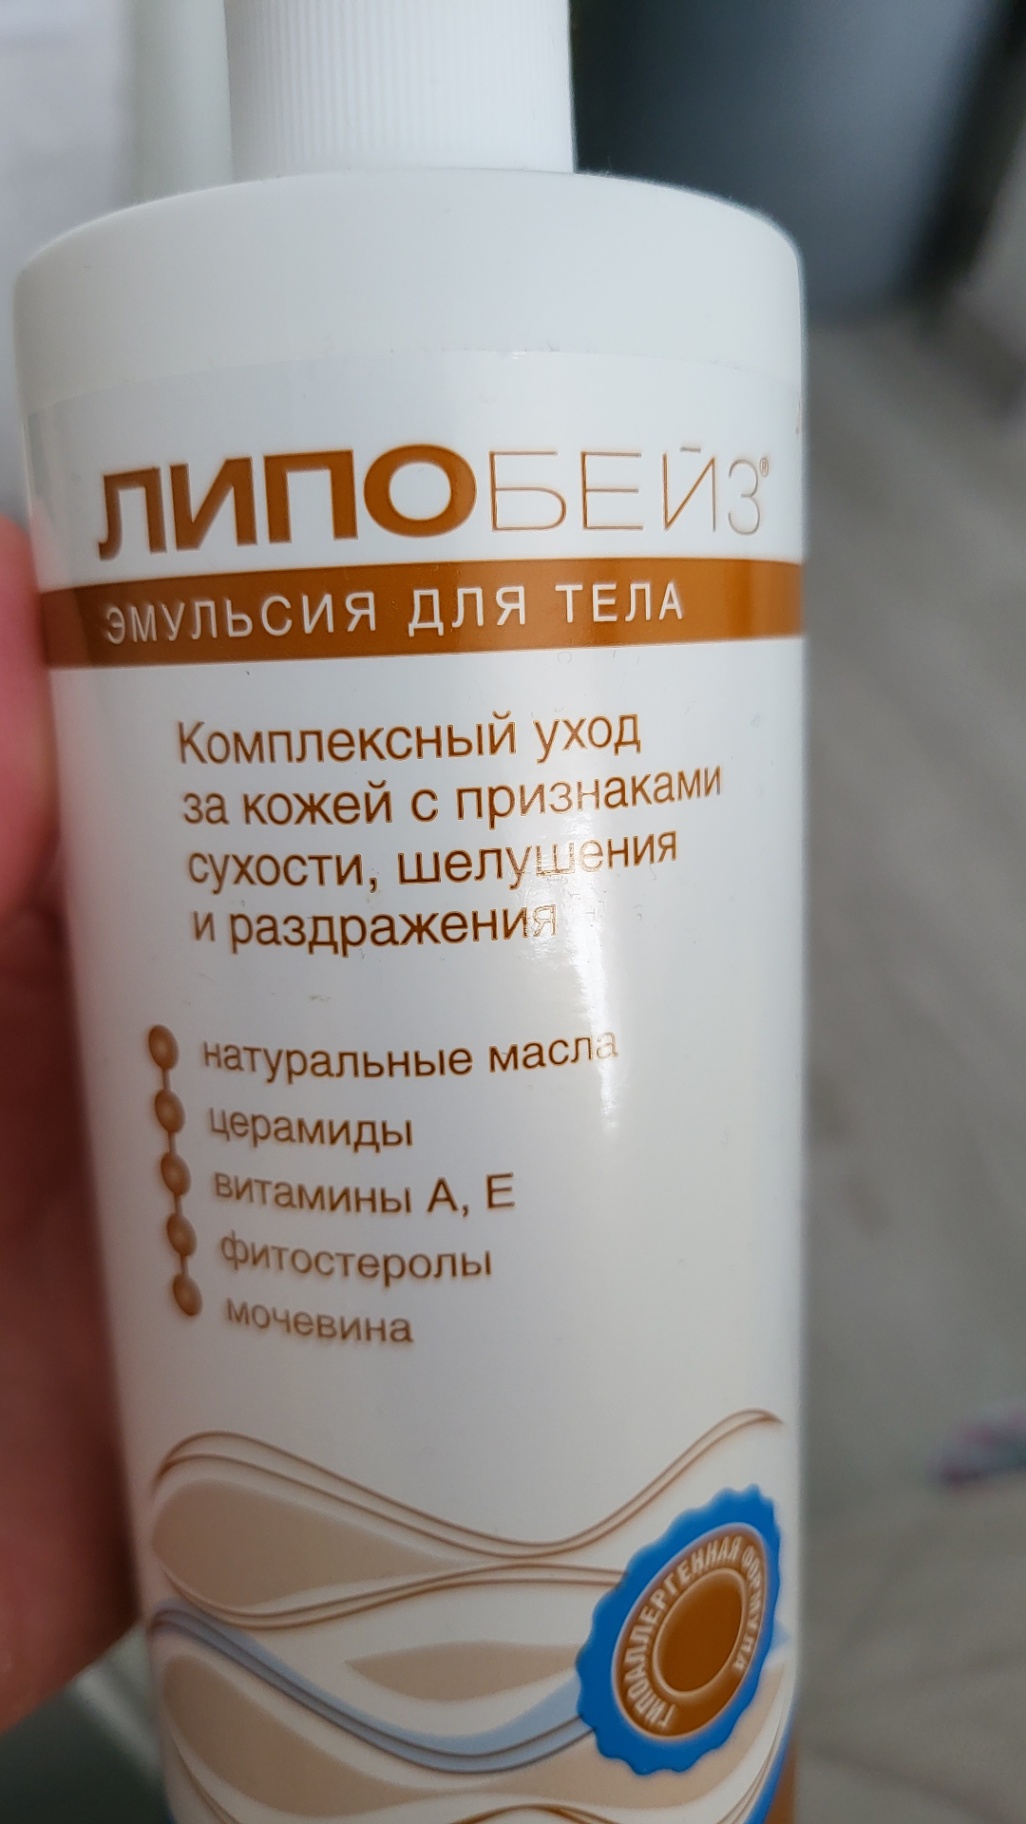 ЛИПОБЕЙЗ®
ЭМУЛЬСИЯ ДЛЯ ТЕЛА
Комплексный уход
за кожей с признаками
сухости, шелушения
и раздражения
натуральные масла
церамиды
витамины А, Е
фитостеролы
мочевина
ГИПОАЛЛЕРГЕННАЯ ФОРМУЛА